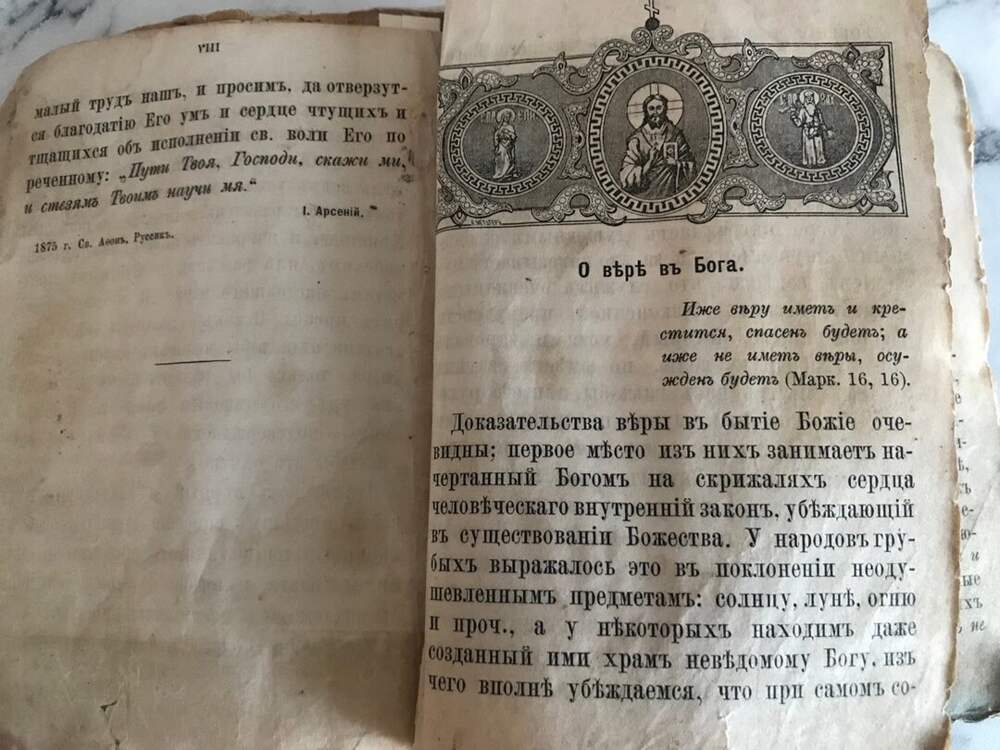 VIII
малый трудъ нашъ, и просимъ, да отверзут-
ся благодатію Его умъ и сердце чтущихъ и
тщащихся объ исполненіи св. воли Его по
реченному: „Пути Твоя, Господи, скажи ми,
и стезямъ Твоимъ научи мя.“
І. Арсеній.
1875 г. Св. Аѳонъ, Руссикъ.
О вѣрѣ въ Бога.
Иже вѣру иметъ и кре-
стится, спасенъ будетъ; а
иже не иметъ вѣры, осу-
жденъ будетъ (Марк. 16, 16).
Доказательства вѣры въ бытіе Божіе оче-
видны; первое мѣсто изъ нихъ занимаетъ на-
чертанный Богомъ на скрижаляхъ сердца
человѣческаго внутренній законъ, убѣждающій
въ существованіи Божества. У народовъ гру-
быхъ выражалось это въ поклоненіи неоду-
шевленнымъ предметамъ: солнцу, лунѣ, огню
и проч., а у нѣкоторыхъ находимъ даже
созданный ими храмъ невѣдомому Богу, изъ
чего вполнѣ убѣждаемся, что при самомъ со-